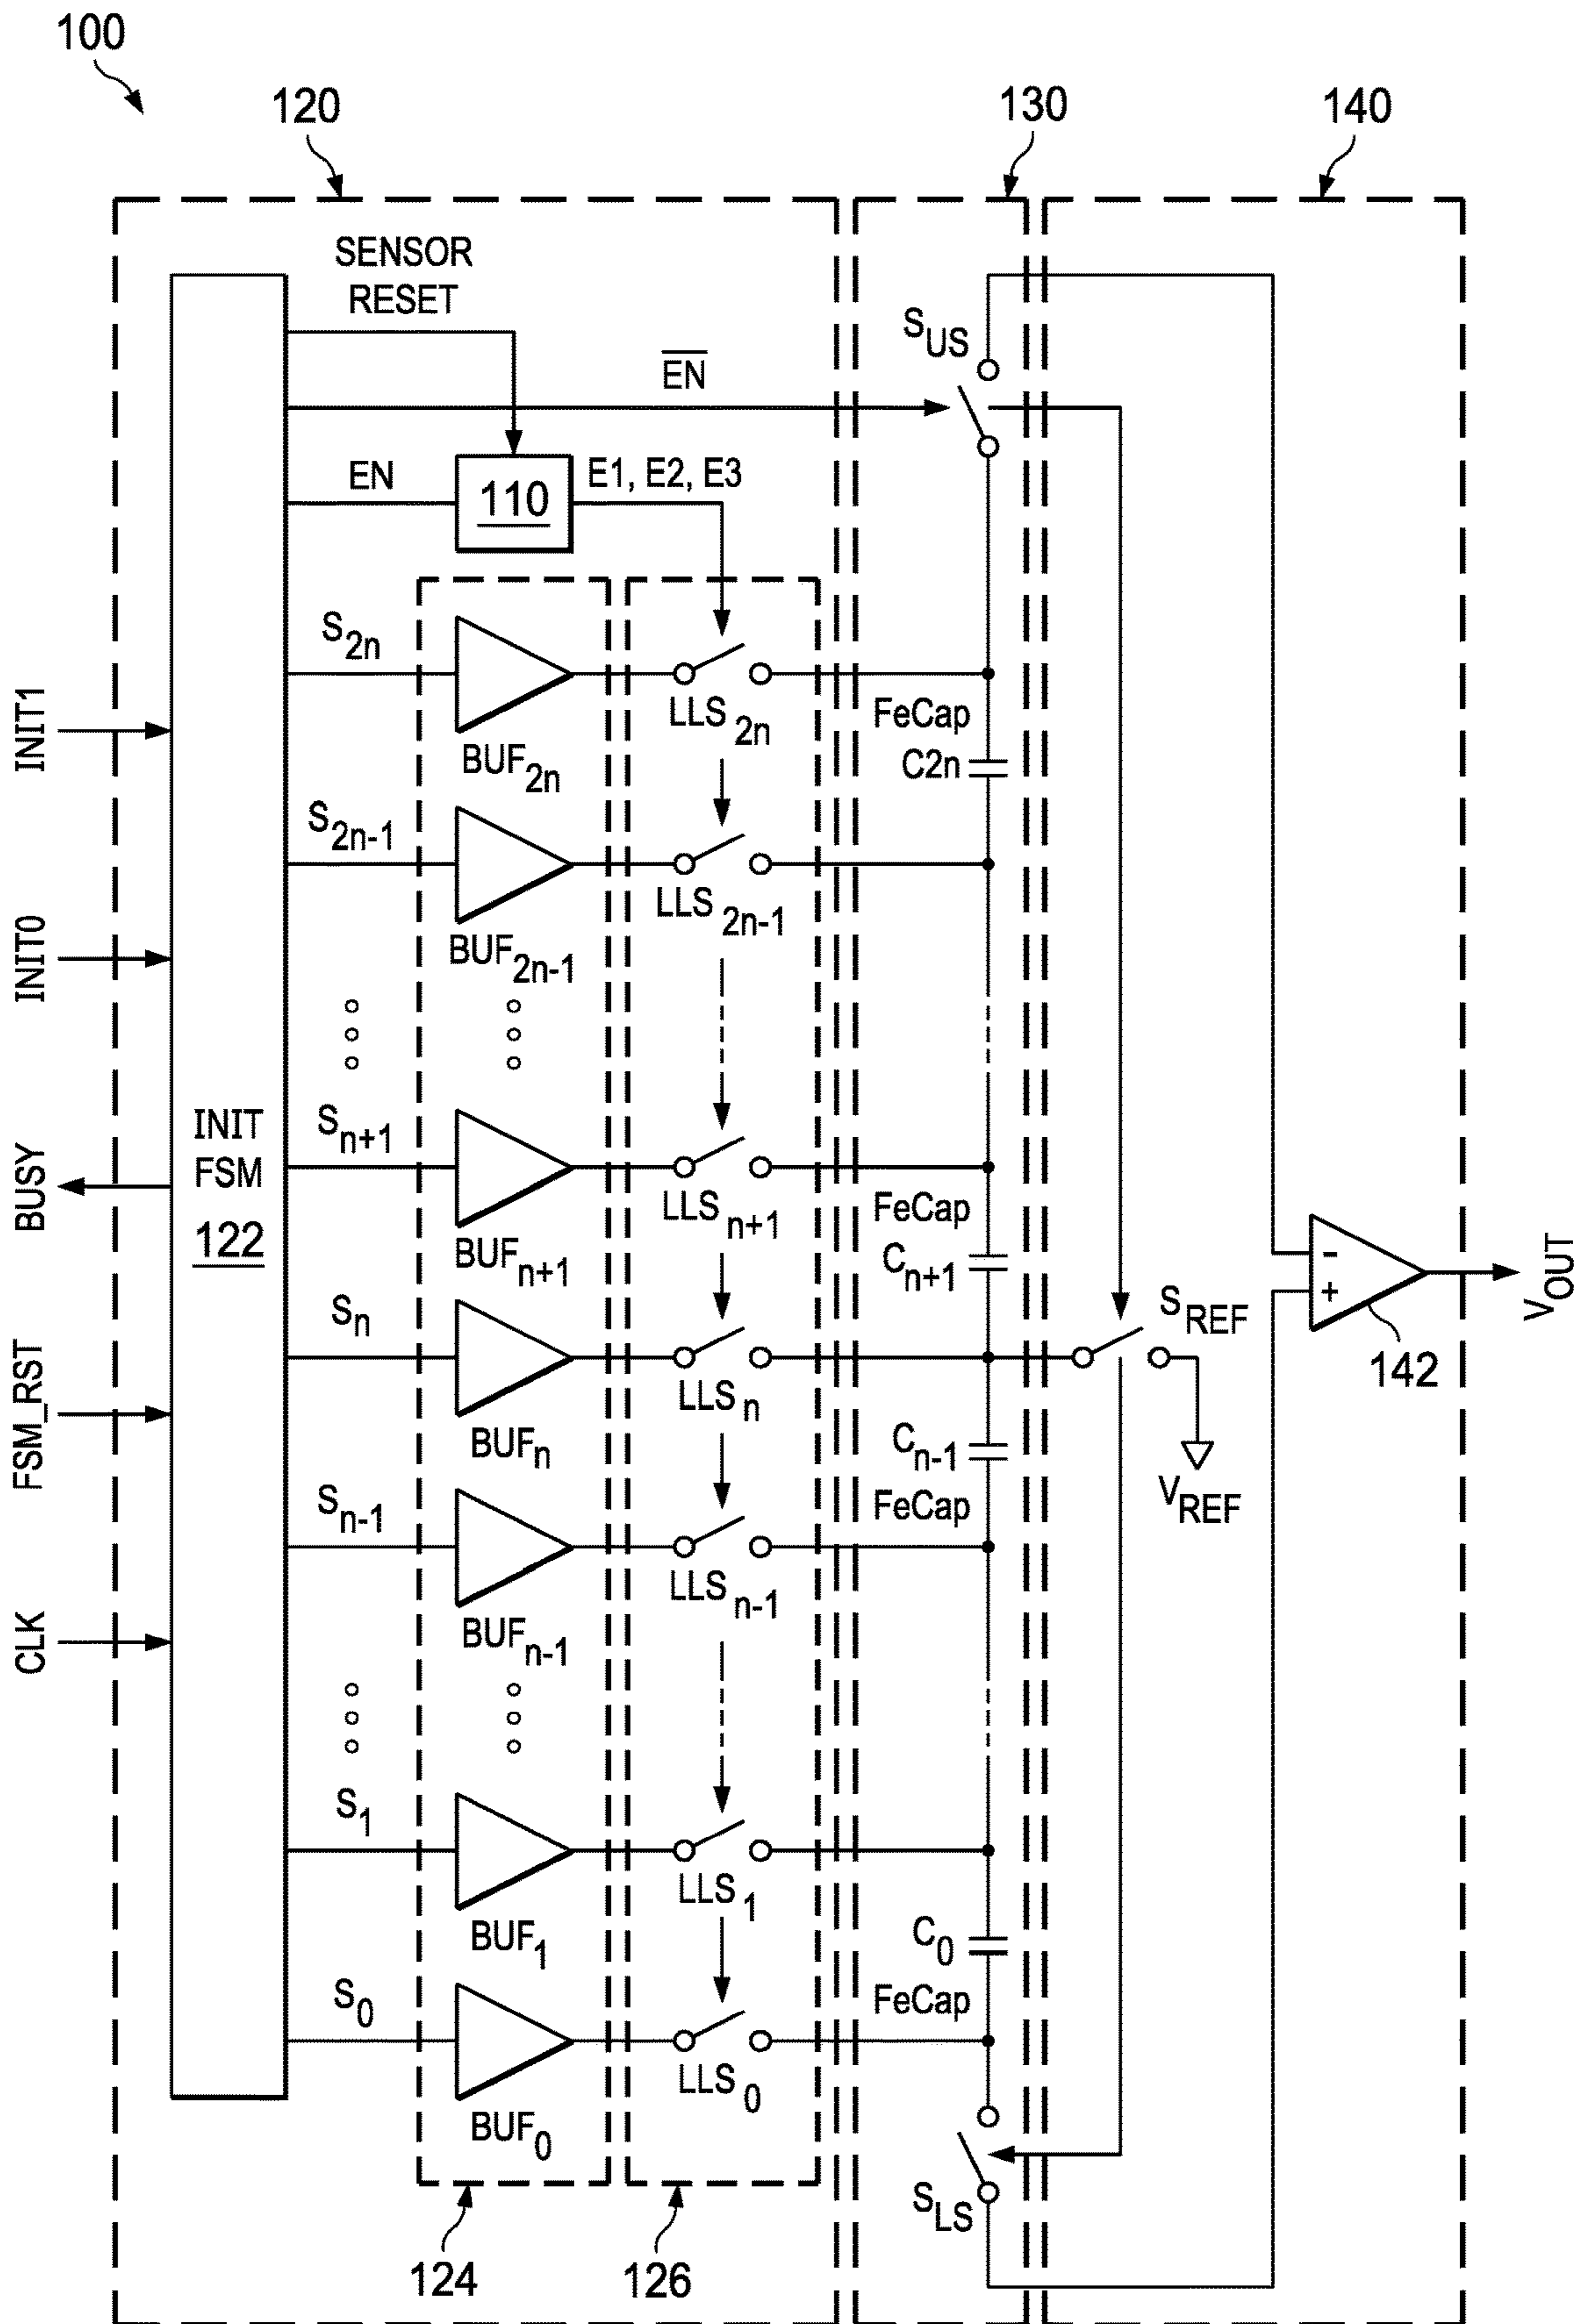 100
120
130
140
SENSOR
RESET
S_US
EN
EN
110
E1, E2, E3
S_2n
BUF_2n
LLS_2n
FeCap
C2n
INIT1
S_2n-1
BUF_2n-1
LLS_2n-1
INIT0
S_n+1
BUF_n+1
LLS_n+1
FeCap
C_n+1
INIT
FSM
122
BUSY
S_n
BUF_n
LLS_n
S_REF
V_REF
-
+
142
V_OUT
C_n-1
FeCap
FSM_RST
S_n-1
BUF_n-1
LLS_n-1
CLK
S_1
BUF_1
LLS_1
C_0
FeCap
S_0
BUF_0
LLS_0
S_LS
124
126